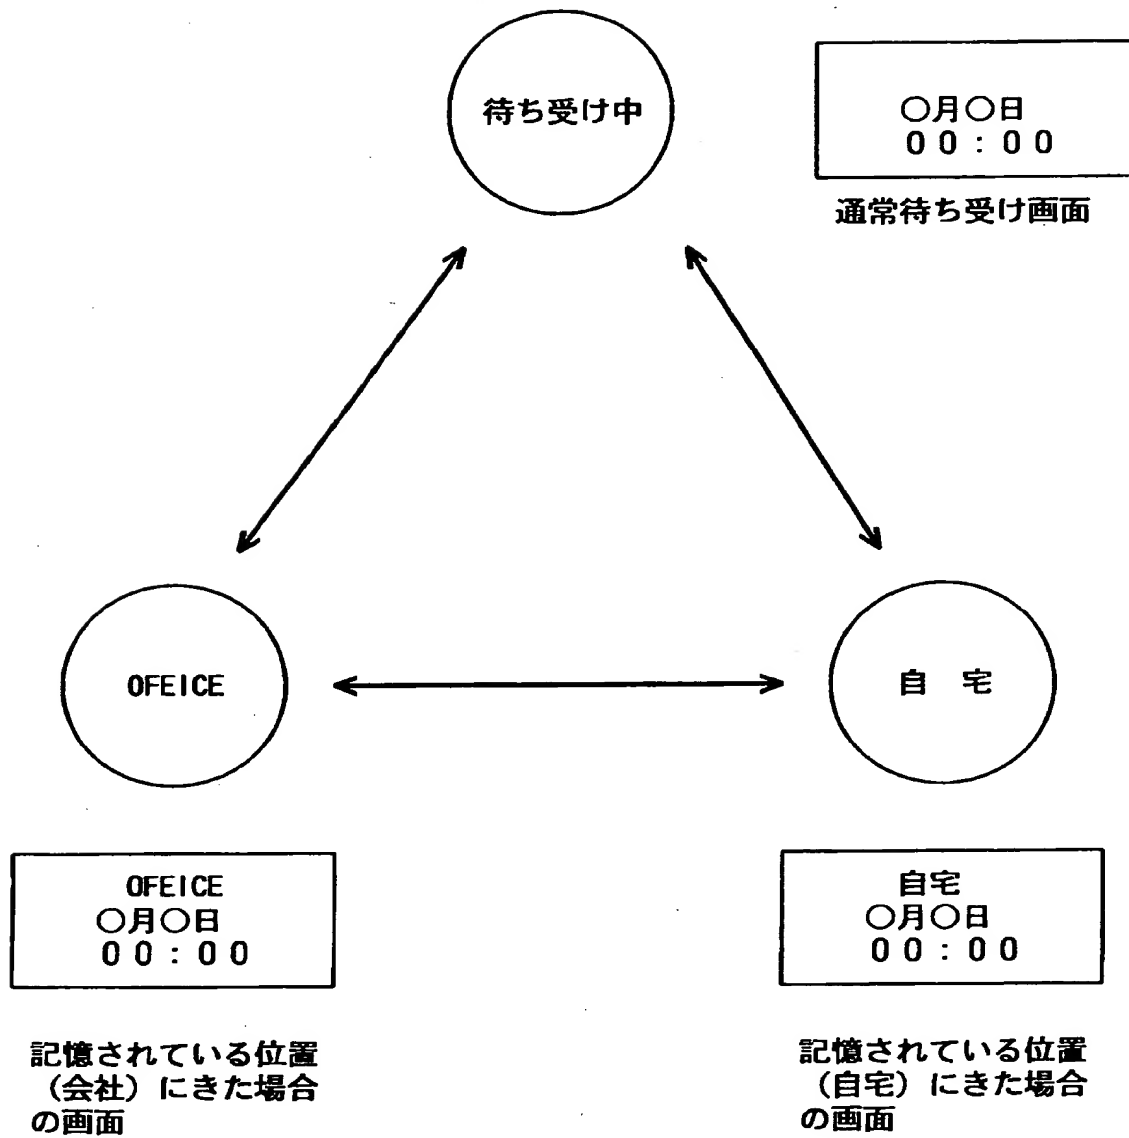 待ち受け中
○月○日
００：００
通常待ち受け画面
OFEICE
自　宅
OFEICE
○月○日
００：００
自宅
○月○日
００：００
記憶されている位置
（会社）にきた場合
の画面
記憶されている位置
（自宅）にきた場合
の画面